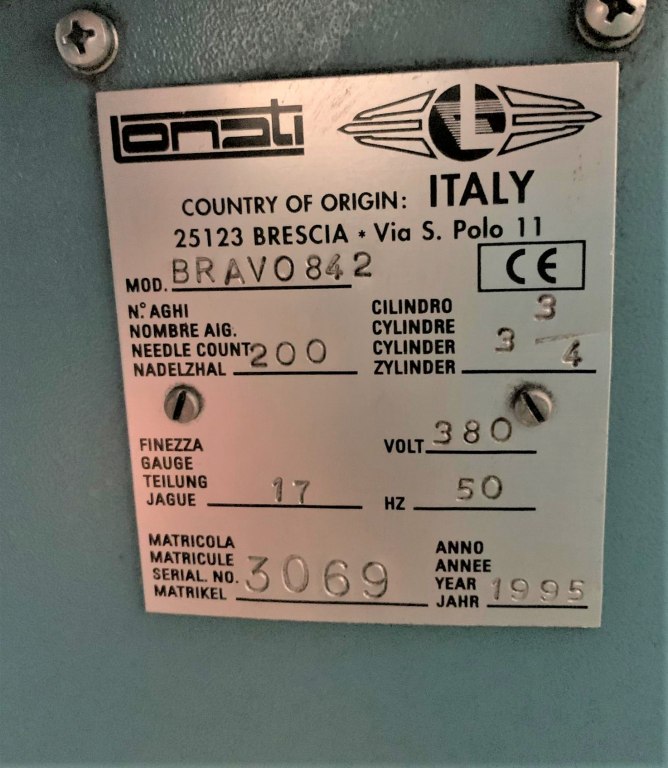 Lonati
L
COUNTRY OF ORIGIN: ITALY
25123 BRESCIA * Via S. Polo 11
MOD. BRAVO842
CE
N.° AGHI
NOMBRE AIG.
NEEDLE COUNT 200
NADELZHAL
CILINDRO
CYLINDRE
CYLINDER 3 3/4
ZYLINDER
FINEZZA
GAUGE
TEILUNG
JAGUE 17
VOLT 380
HZ 50
MATRICOLA
MATRICULE
SERIAL. NO. 3069
MATRIKEL
ANNO
ANNEE
YEAR 1995
JAHR